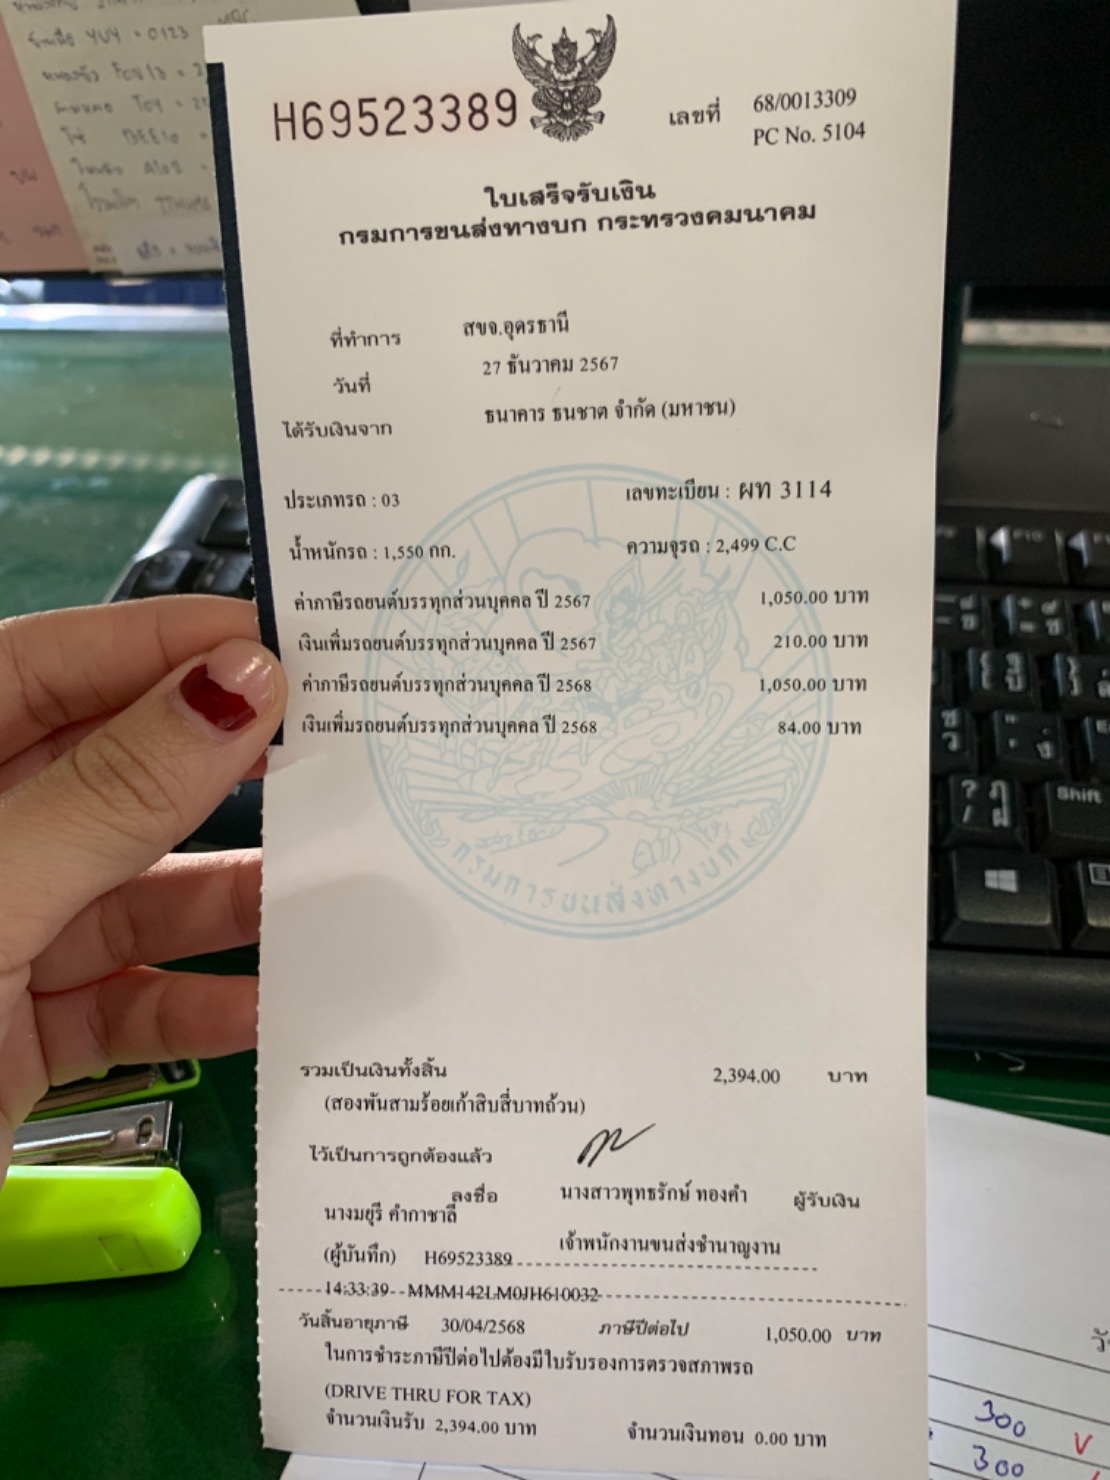 H69523389
เลขที่ 68/0013309
PC No. 5104
ใบเสร็จรับเงิน
กรมการขนส่งทางบก กระทรวงคมนาคม
ที่ทำการ สขจ.อุดรธานี
วันที่ 27 ธันวาคม 2567
ได้รับเงินจาก ธนาคาร ธนชาต จำกัด (มหาชน)
ประเภทรถ : 03 เลขทะเบียน : ผท 3114
น้ำหนักรถ : 1,550 กก. ความจุรถ : 2,499 C.C
ค่าภาษีรถยนต์บรรทุกส่วนบุคคล ปี 2567 1,050.00 บาท
เงินเพิ่มรถยนต์บรรทุกส่วนบุคคล ปี 2567 210.00 บาท
ค่าภาษีรถยนต์บรรทุกส่วนบุคคล ปี 2568 1,050.00 บาท
เงินเพิ่มรถยนต์บรรทุกส่วนบุคคล ปี 2568 84.00 บาท
กรมการขนส่งทางบก
รวมเป็นเงินทั้งสิ้น 2,394.00 บาท
(สองพันสามร้อยเก้าสิบสี่บาทถ้วน)
ไว้เป็นการถูกต้องแล้ว
ลงชื่อ นางสาวพุทธรักษ์ ทองคำ ผู้รับเงิน
นางมยุรี คำกาชาลี
เจ้าพนักงานขนส่งชำนาญงาน
(ผู้บันทึก) H69523389
14:33:39 MMM142LM0JH610032
วันสิ้นอายุภาษี 30/04/2568 ภาษีปีต่อไป 1,050.00 บาท
ในการชำระภาษีปีต่อไปต้องมีใบรับรองการตรวจสภาพรถ
(DRIVE THRU FOR TAX)
จำนวนเงินรับ 2,394.00 บาท จำนวนเงินทอน 0.00 บาท
Shift
300
300